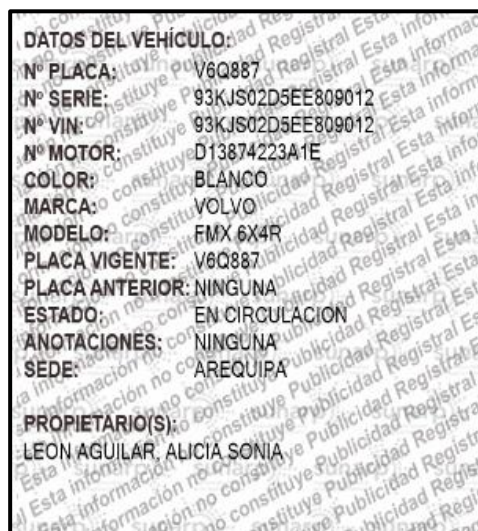 DATOS DEL VEHÍCULO:
Nº PLACA: V6Q887
Nº SERIE: 93KJS02D5EE809012
Nº VIN: 93KJS02D5EE809012
Nº MOTOR: D13874223A1E
COLOR: BLANCO
MARCA: VOLVO
MODELO: FMX 6X4R
PLACA VIGENTE: V6Q887
PLACA ANTERIOR: NINGUNA
ESTADO: EN CIRCULACION
ANOTACIONES: NINGUNA
SEDE: AREQUIPA
PROPIETARIO(S):
LEON AGUILAR, ALICIA SONIA